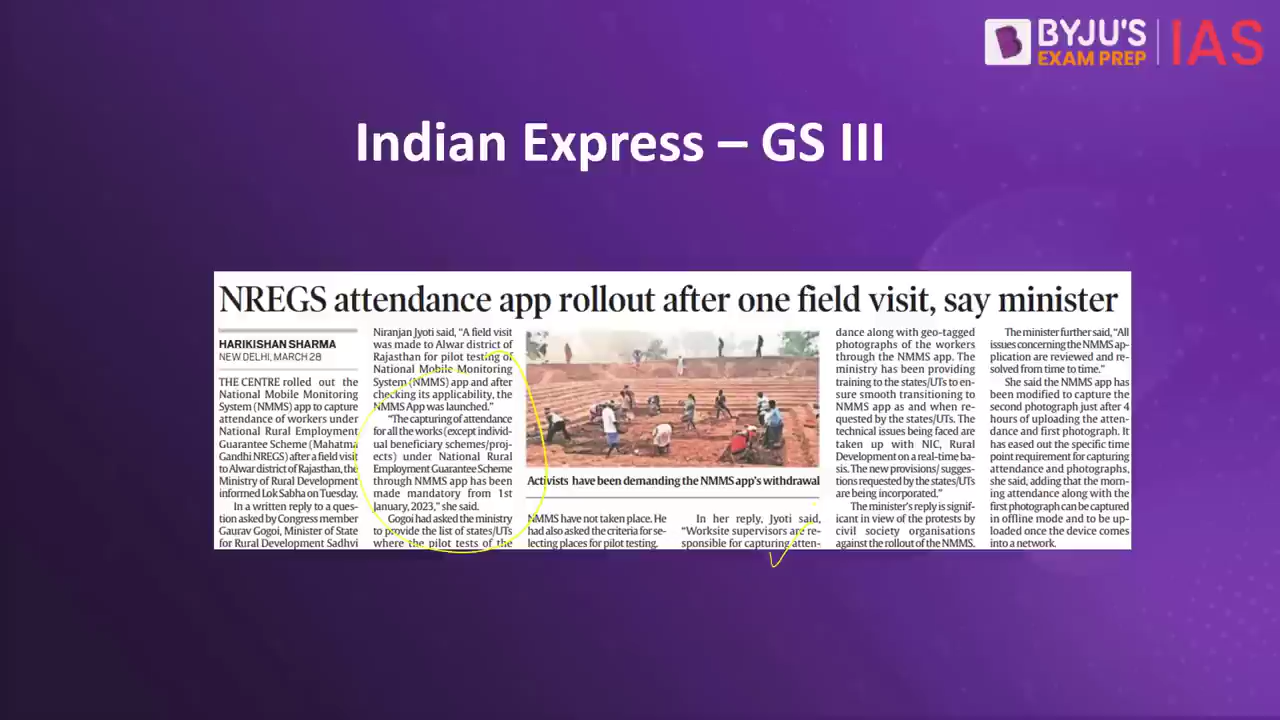 BYJU'S
EXAM PREP
IAS
Indian Express – GS III
NREGS attendance app rollout after one field visit, say minister
HARIKISHAN SHARMA
NEW DELHI, MARCH 28
THE CENTRE rolled out the
National Mobile Monitoring
System (NMMS) app to capture
attendance of workers under
National Rural Employment
Guarantee Scheme (Mahatma
Gandhi NREGS) after a field visit
to Alwar district of Rajasthan, the
Ministry of Rural Development
informed Lok Sabha on Tuesday.
In a written reply to a ques-
tion asked by Congress member
Gaurav Gogoi, Minister of State
for Rural Development Sadhvi
Niranjan Jyoti said, "A field visit
was made to Alwar district of
Rajasthan for pilot testing of
National Mobile Monitoring
System (NMMS) app and after
checking its applicability, the
NMMS App was launched."
"The capturing of attendance
for all the works (except individ-
ual beneficiary schemes/proj-
ects) under National Rural
Employment Guarantee Scheme
through NMMS app has been
made mandatory from 1st
January, 2023," she said.
Gogoi had asked the ministry
to provide the list of states/UTs
where the pilot tests of the
Activists have been demanding the NMMS app's withdrawal
NMMS have not taken place. He
had also asked the criteria for se-
lecting places for pilot testing.
In her reply, Jyoti said,
"Worksite supervisors are re-
sponsible for capturing atten-
dance along with geo-tagged
photographs of the workers
through the NMMS app. The
ministry has been providing
training to the states/UTs to en-
sure smooth transitioning to
NMMS app as and when re-
quested by the states/UTs. The
technical issues being faced are
taken up with NIC, Rural
Development on a real-time ba-
sis. The new provisions/ sugges-
tions requested by the states/UTs
are being incorporated."
The minister's reply is signif-
icant in view of the protests by
civil society organisations
against the rollout of the NMMS.
The minister further said, "All
issues concerning the NMMS ap-
plication are reviewed and re-
solved from time to time."
She said the NMMS app has
been modified to capture the
second photograph just after 4
hours of uploading the atten-
dance and first photograph. It
has eased out the specific time
point requirement for capturing
attendance and photographs,
she said, adding that the morn-
ing attendance along with the
first photograph can be captured
in offline mode and to be up-
loaded once the device comes
into a network.